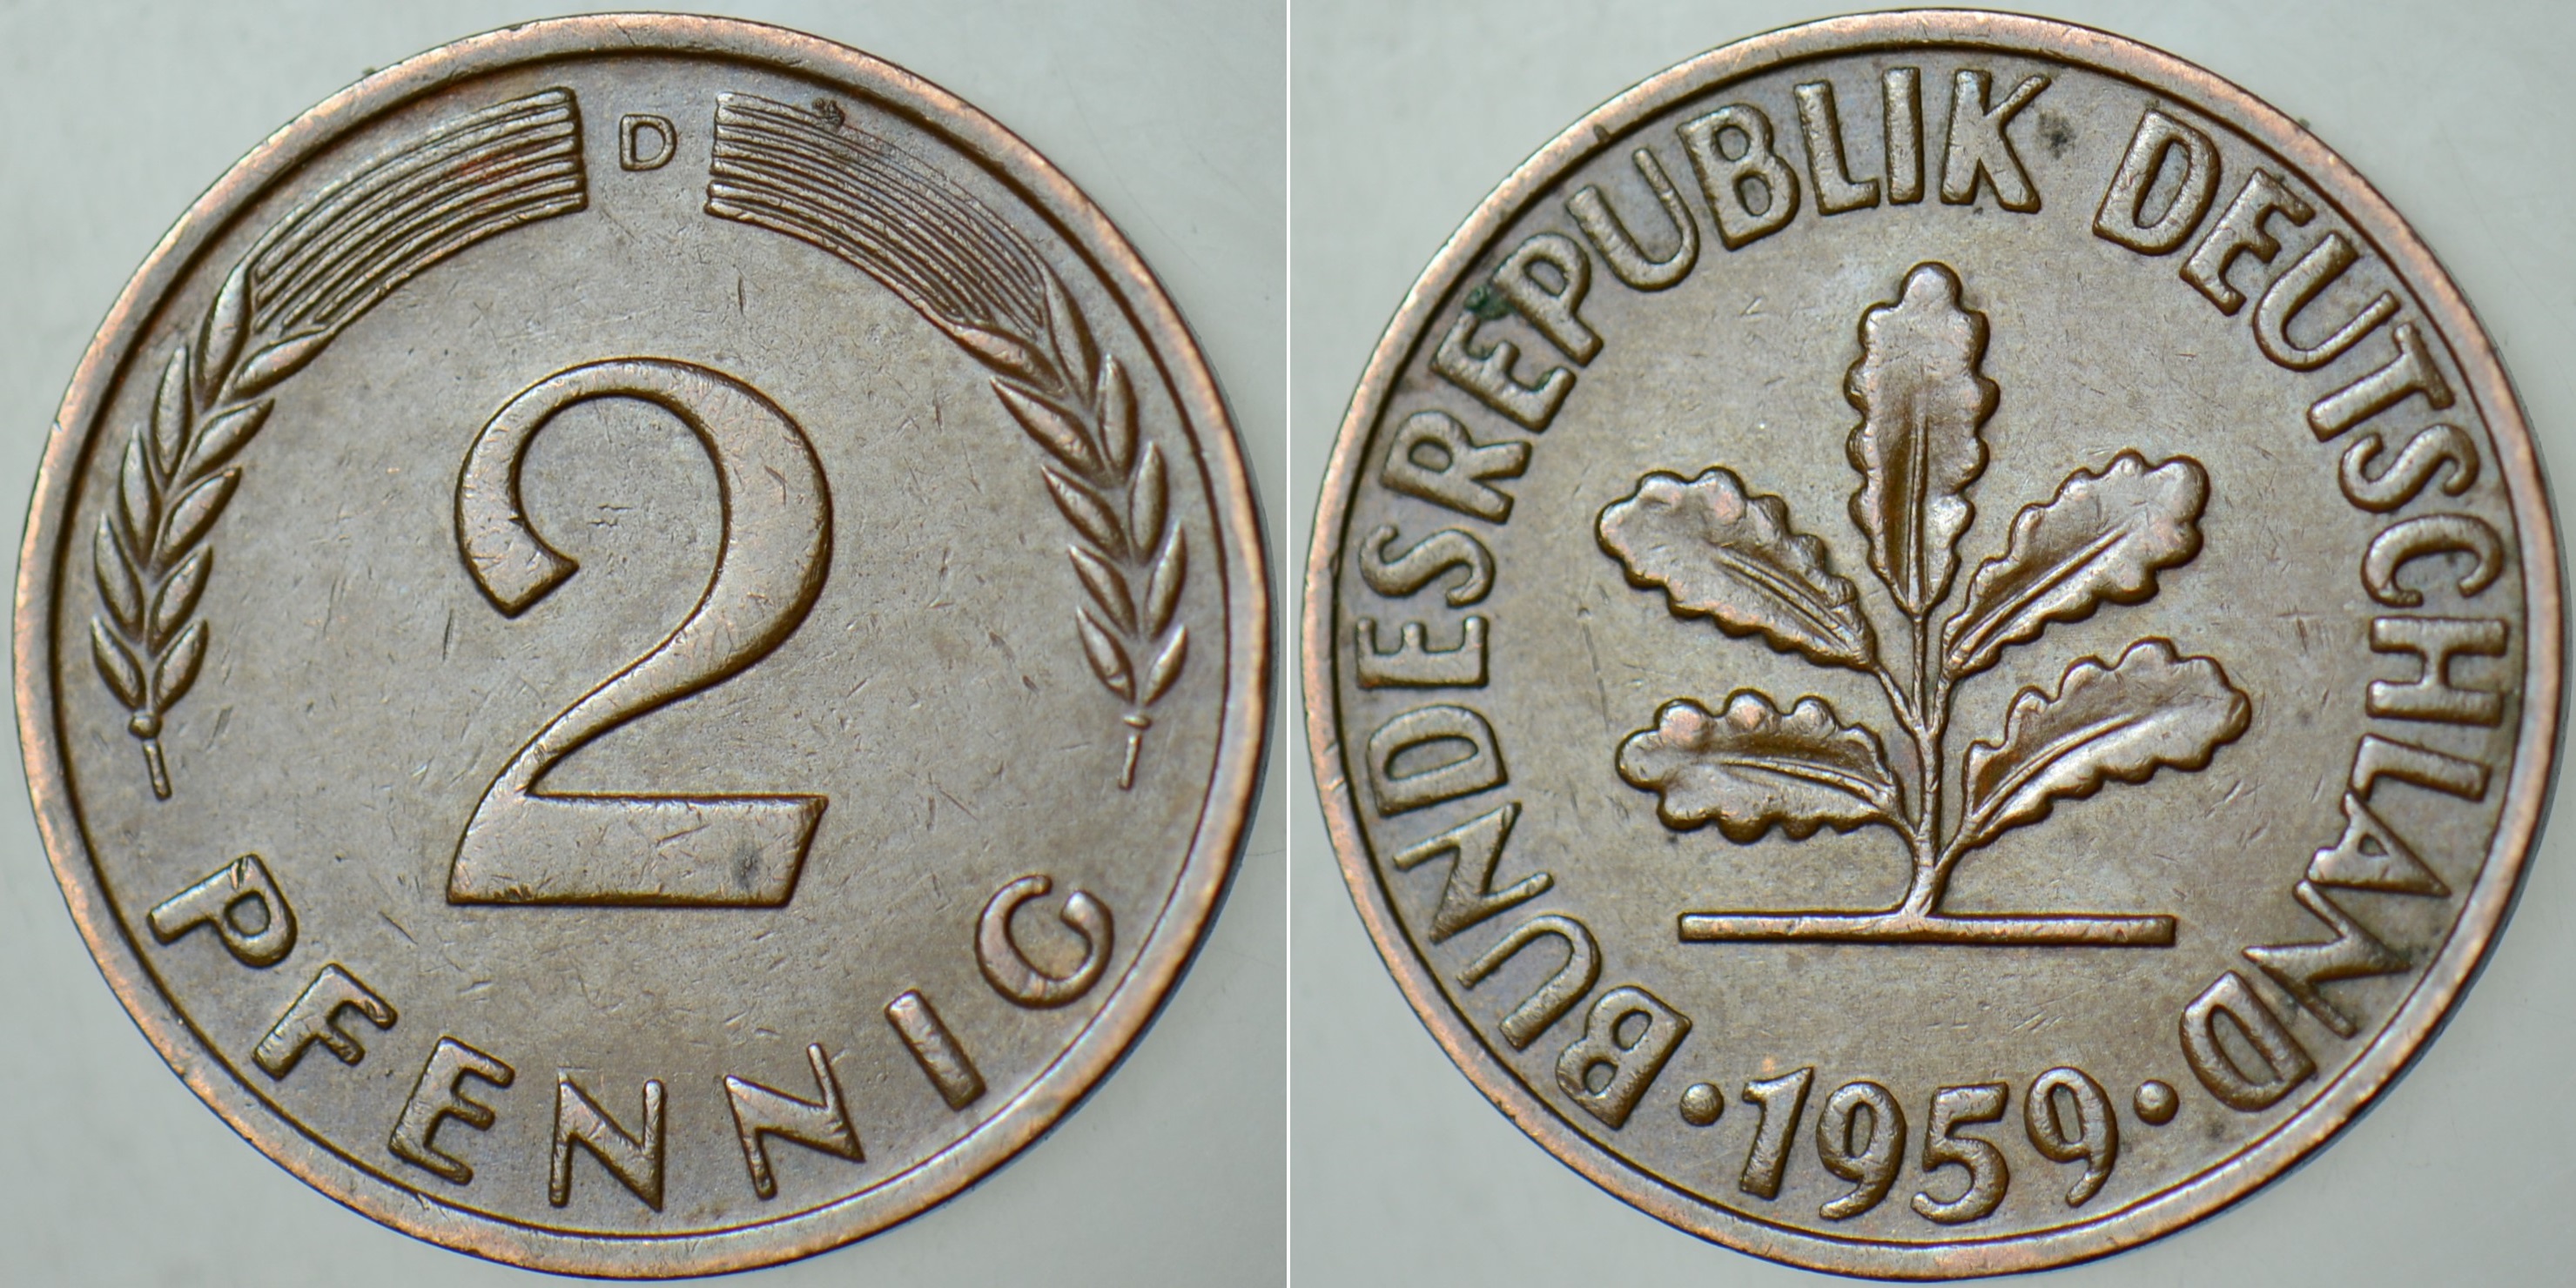 D
2
PFENNIG
BUNDESREPUBLIK DEUTSCHLAND
• 1959 •